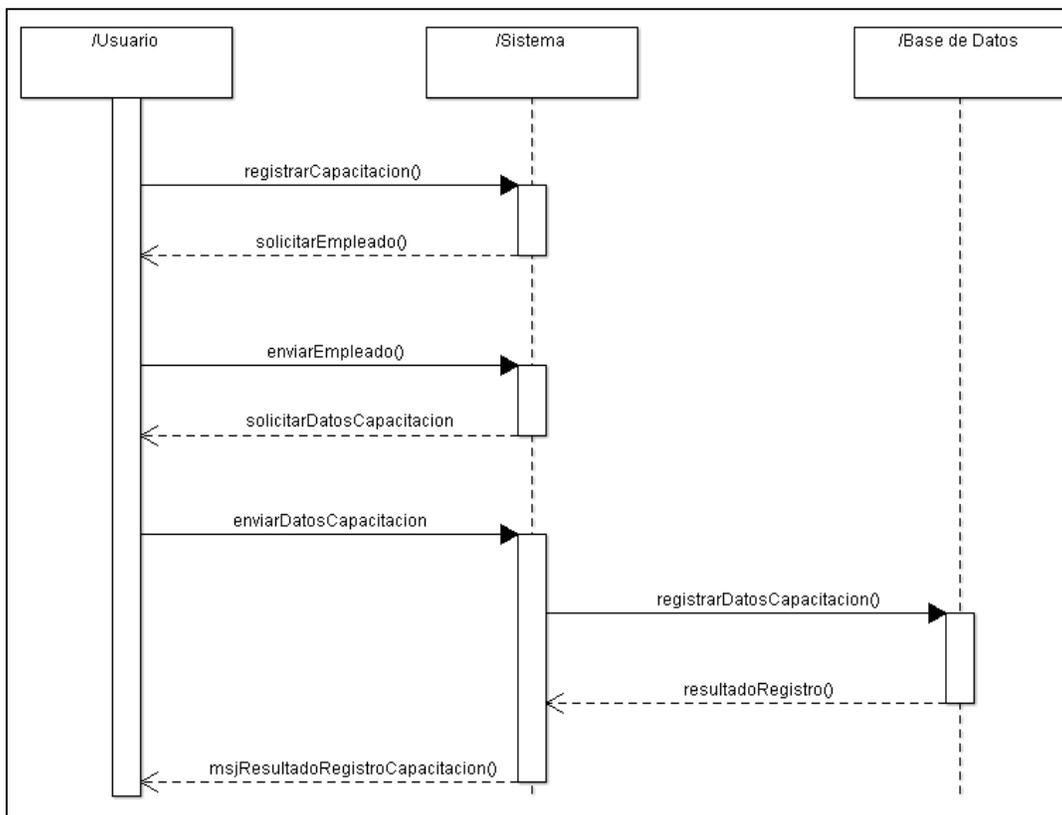 /Usuario
/Sistema
/Base de Datos
registrarCapacitacion()
solicitarEmpleado()
enviarEmpleado()
solicitarDatosCapacitacion
enviarDatosCapacitacion
registrarDatosCapacitacion()
resultadoRegistro()
msjResultadoRegistroCapacitacion()